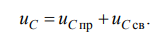 u_C = u_{C пр} + u_{C св}.